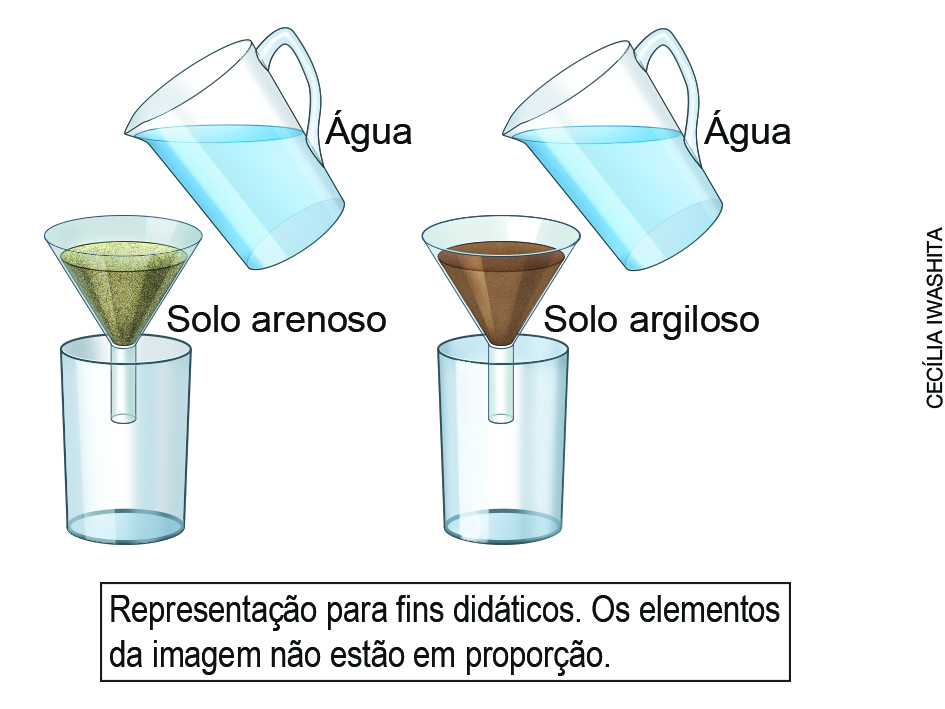 Água
Água
Solo arenoso
Solo argiloso
CECÍLIA IWASHITA
Representação para fins didáticos. Os elementos
da imagem não estão em proporção.